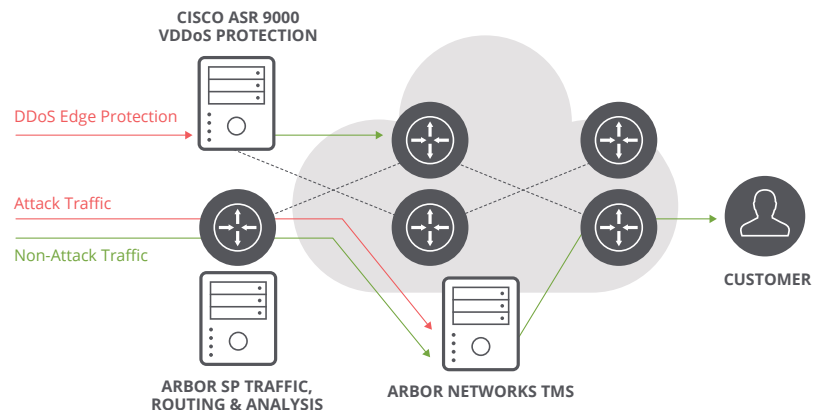 CISCO ASR 9000
VDDoS PROTECTION
DDoS Edge Protection
Attack Traffic
Non-Attack Traffic
CUSTOMER
ARBOR SP TRAFFIC,
ROUTING & ANALYSIS
ARBOR NETWORKS TMS